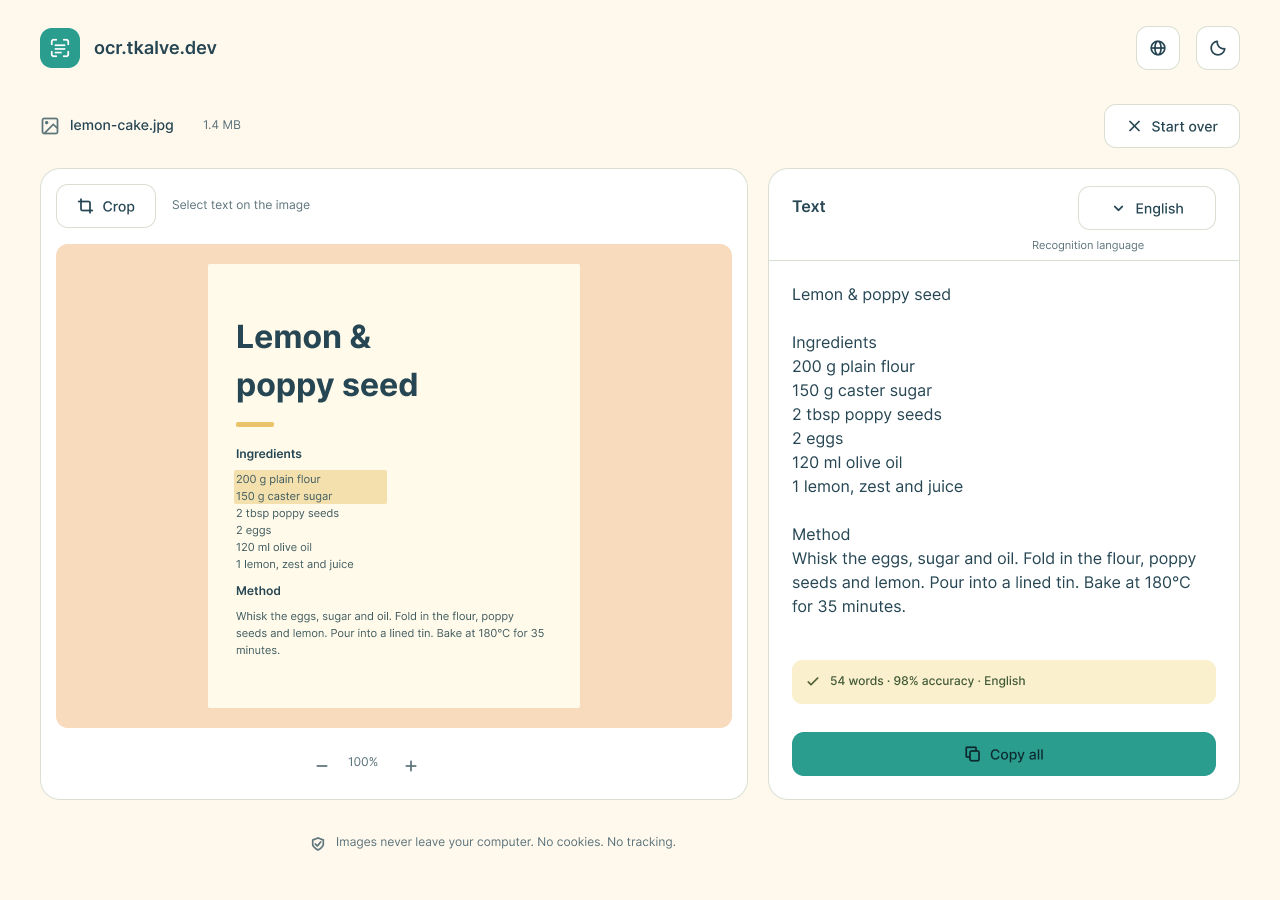 ocr.tkalve.dev
lemon-cake.jpg 1.4 MB
Start over
Crop
Select text on the image
Lemon &
poppy seed
Ingredients
200 g plain flour
150 g caster sugar
2 tbsp poppy seeds
2 eggs
120 ml olive oil
1 lemon, zest and juice
Method
Whisk the eggs, sugar and oil. Fold in the flour, poppy
seeds and lemon. Pour into a lined tin. Bake at 180°C for 35
minutes.
100%
Text
English
Recognition language
Lemon & poppy seed
Ingredients
200 g plain flour
150 g caster sugar
2 tbsp poppy seeds
2 eggs
120 ml olive oil
1 lemon, zest and juice
Method
Whisk the eggs, sugar and oil. Fold in the flour, poppy
seeds and lemon. Pour into a lined tin. Bake at 180°C
for 35 minutes.
54 words · 98% accuracy · English
Copy all
Images never leave your computer. No cookies. No tracking.